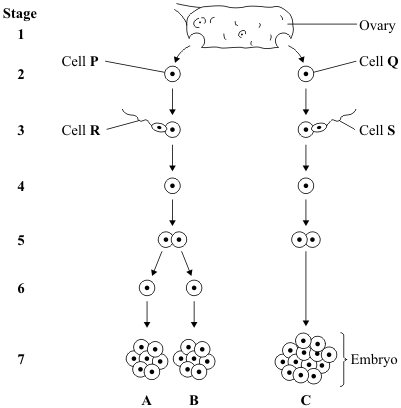 Stage
1
Ovary
Cell P
Cell Q
2
3
Cell R
Cell S
4
5
6
7
Embryo
A
B
C